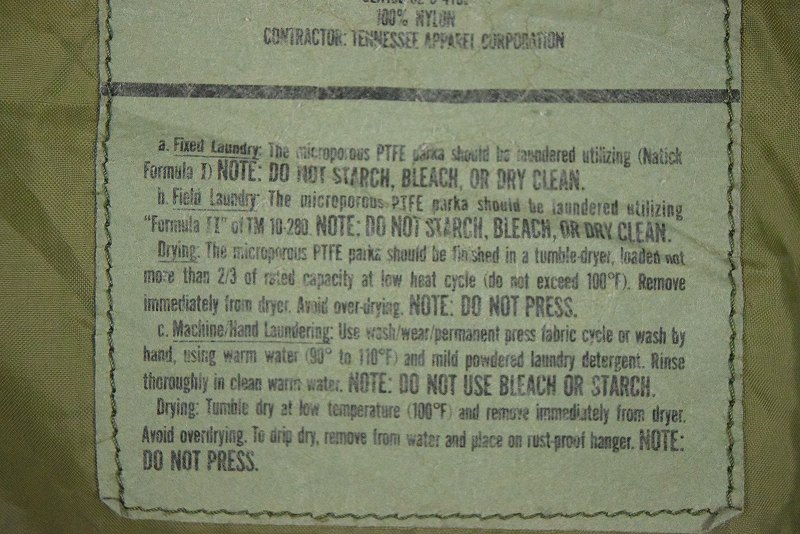 100% NYLON
CONTRACTOR: TENNESSEE APPAREL CORPORATION
a. Fixed Laundry: The microporous PTFE parka should be laundered utilizing (Natick
Formula I) NOTE: DO NOT STARCH, BLEACH, OR DRY CLEAN.
b. Field Laundry: The microporous PTFE parka should be laundered utilizing
"Formula II" of TM 10-280. NOTE: DO NOT STARCH, BLEACH, OR DRY CLEAN.
Drying: The microporous PTFE parka should be finished in a tumble-dryer, loaded not
more than 2/3 of rated capacity at low heat cycle (do not exceed 100°F). Remove
immediately from dryer. Avoid over-drying. NOTE: DO NOT PRESS.
c. Machine/Hand Laundering: Use wash/wear/permanent press fabric cycle or wash by
hand, using warm water (90° to 110°F) and mild powdered laundry detergent. Rinse
thoroughly in clean warm water. NOTE: DO NOT USE BLEACH OR STARCH.
Drying: Tumble dry at low temperature (100°F) and remove immediately from dryer.
Avoid overdrying. To drip dry, remove from water and place on rust-proof hanger. NOTE:
DO NOT PRESS.